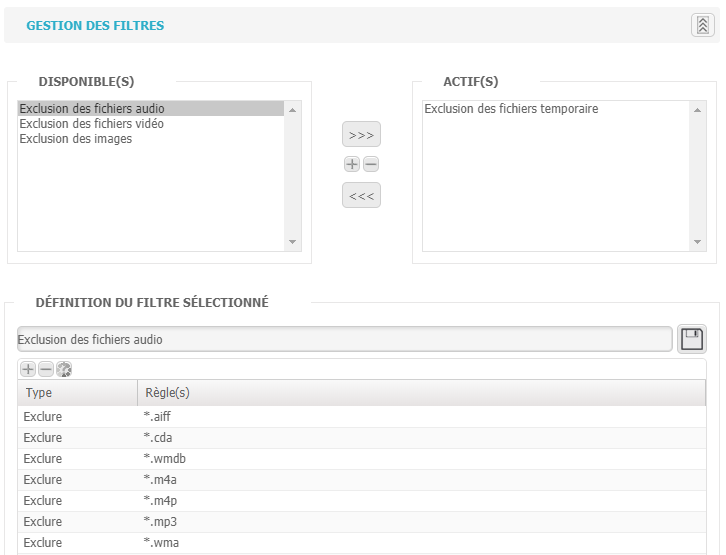 GESTION DES FILTRES
DISPONIBLE(S)
Exclusion des fichiers audio
Exclusion des fichiers vidéo
Exclusion des images
>>>
<<<
ACTIF(S)
Exclusion des fichiers temporaire
DÉFINITION DU FILTRE SÉLECTIONNÉ
Exclusion des fichiers audio
Type Règle(s)
Exclure *.aiff
Exclure *.cda
Exclure *.wmdb
Exclure *.m4a
Exclure *.m4p
Exclure *.mp3
Exclure *.wma